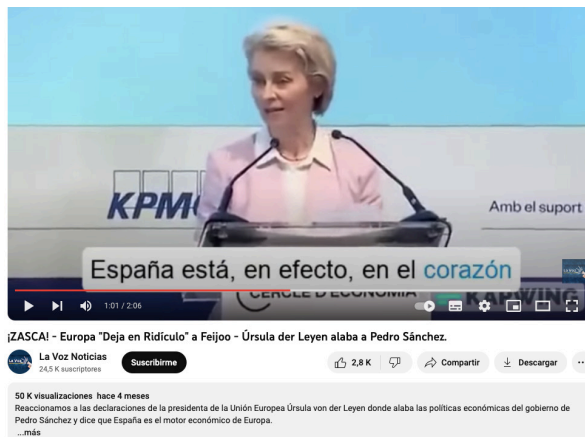 KPMG
Amb el suport
España está, en efecto, en el corazón
1:01 / 2:06
CERCLE D'ECONOMIA
KAPWING
¡ZASCA! - Europa "Deja en Ridículo" a Feijoo - Úrsula der Leyen alaba a Pedro Sánchez.
La Voz Noticias
24,5 K suscriptores
Suscribirme
2,8 K
Compartir
Descargar
50 K visualizaciones hace 4 meses
Reaccionamos a las declaraciones de la presidenta de la Unión Europea Úrsula von der Leyen donde alaba las políticas económicas del gobierno de
Pedro Sánchez y dice que España es el motor económico de Europa.
...más